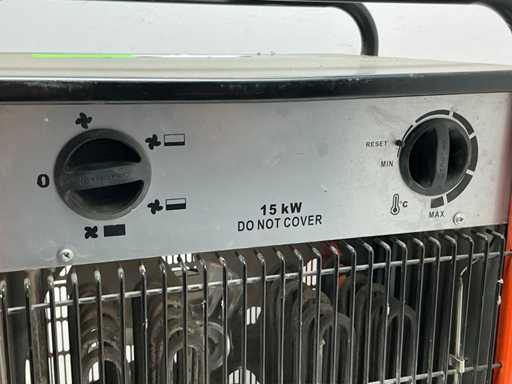 0
RESET
MIN
°C
MAX
15 kW
DO NOT COVER